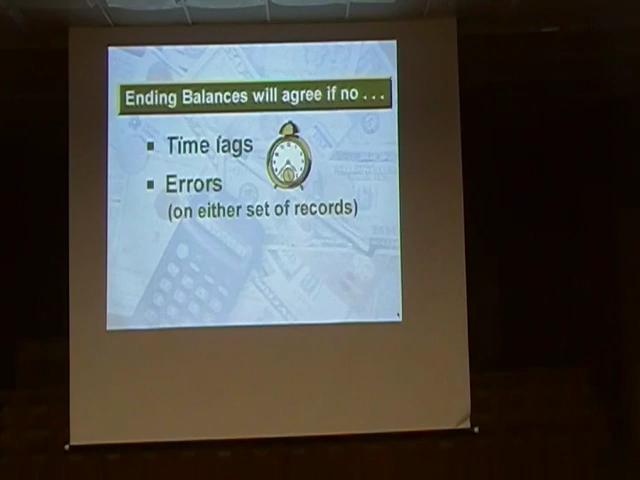 Ending Balances will agree if no . . .
▪ Time lags
▪ Errors
(on either set of records)